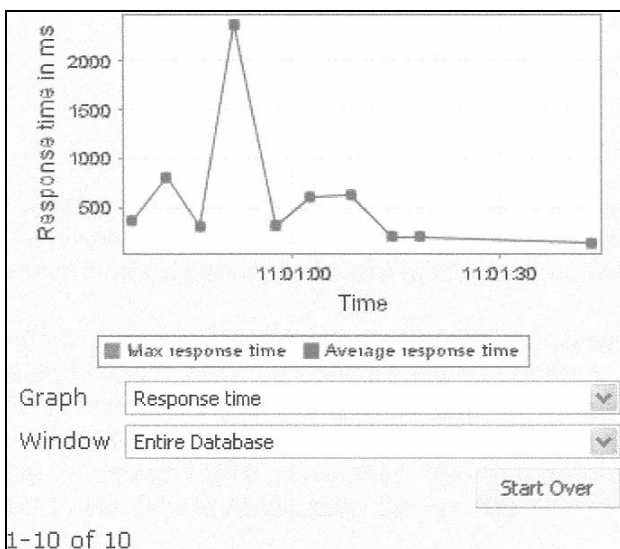 Response time in ms
2000
1500
1000
500
11:01:00
11:01:30
Time
Max response time
Average response time
Graph
Response time
Window
Entire Database
Start Over
1-10 of 10